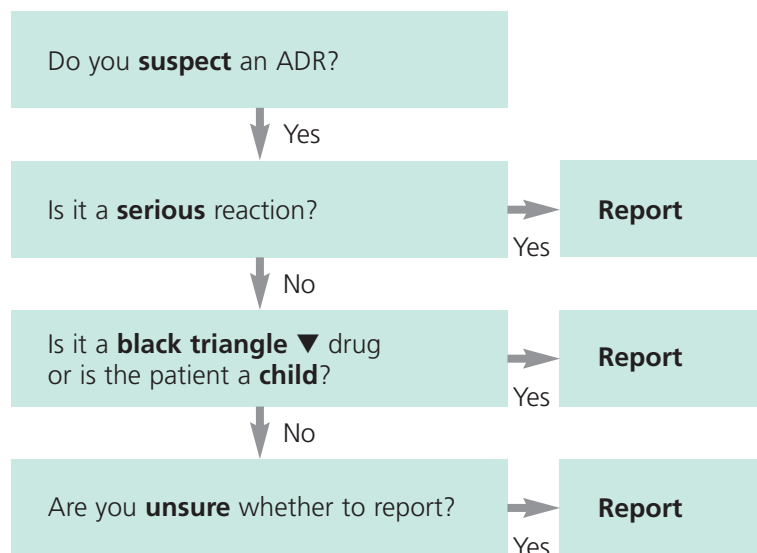 Do you suspect an ADR?
Yes
Is it a serious reaction?
Report
Yes
No
Is it a black triangle ▼ drug
or is the patient a child?
Report
Yes
No
Are you unsure whether to report?
Report
Yes